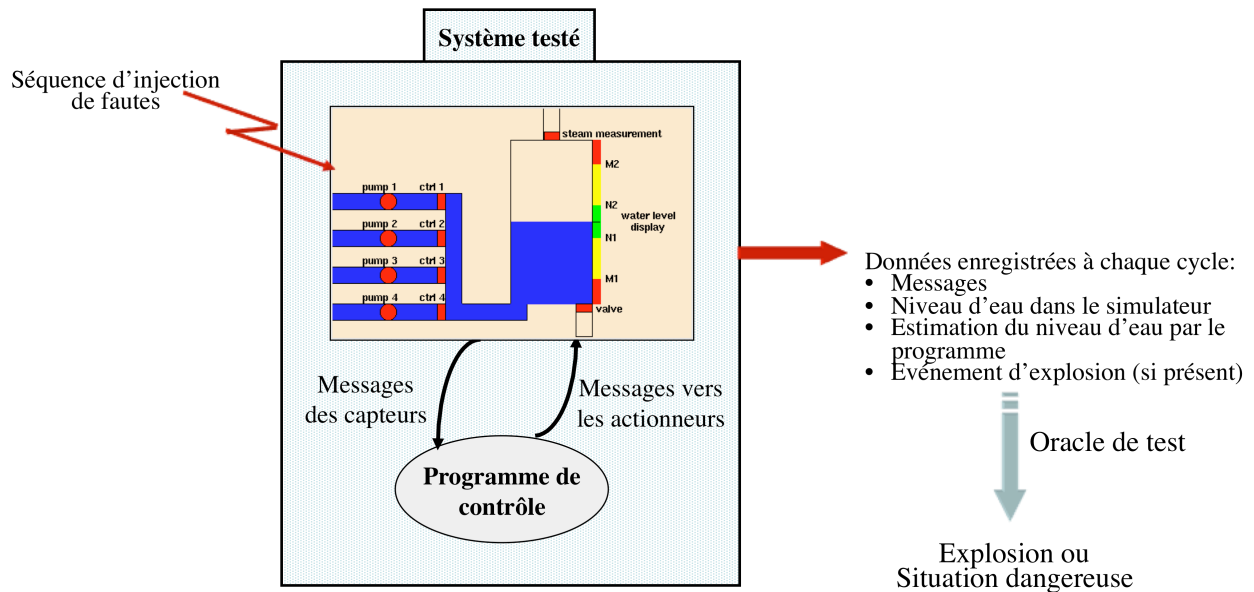 Système testé
Séquence d'injection
de fautes
steam measurement
M2
pump 1 ctrl 1
N2
water level
display
pump 2 ctrl 2
N1
pump 3 ctrl 3
M1
pump 4 ctrl 4
valve
Messages
des capteurs
Messages vers
les actionneurs
Programme de
contrôle
Données enregistrées à chaque cycle:
• Messages
• Niveau d'eau dans le simulateur
• Estimation du niveau d'eau par le
programme
• Evénement d'explosion (si présent)
Oracle de test
Explosion ou
Situation dangereuse